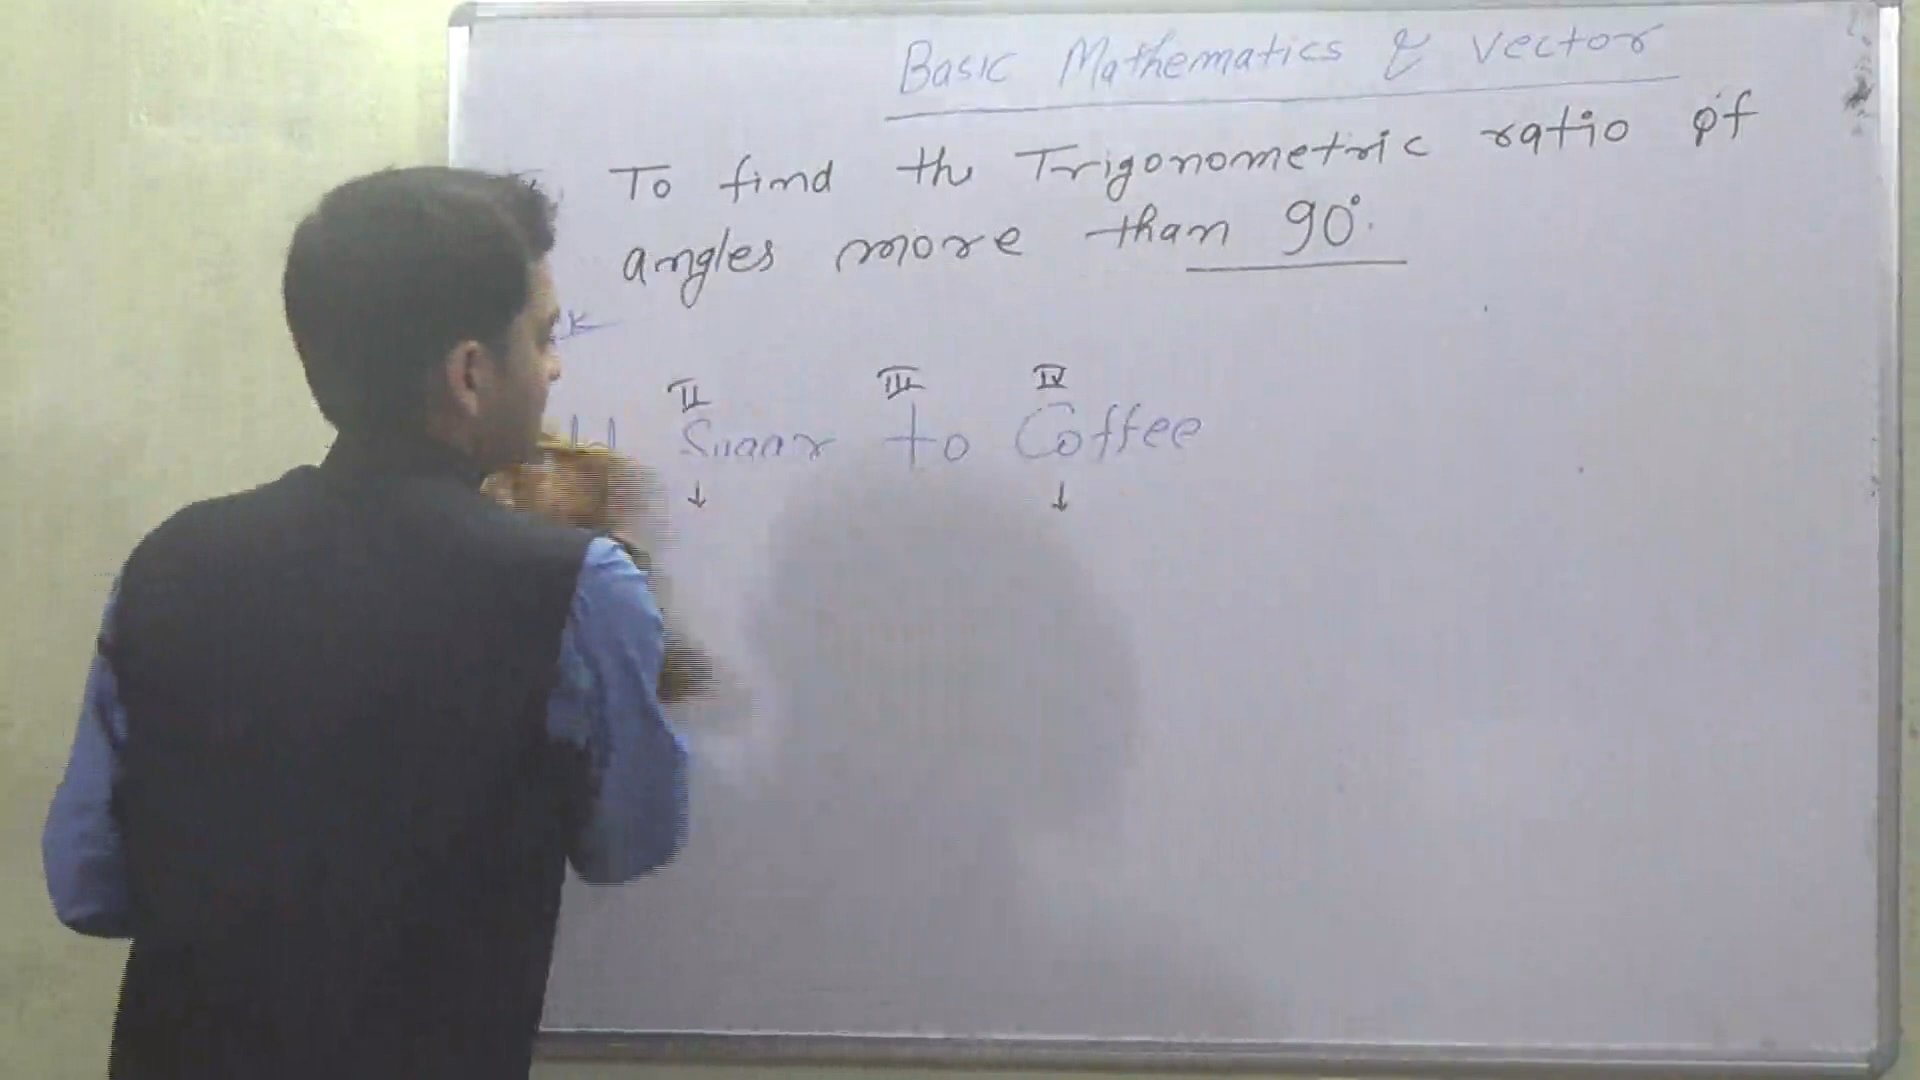 Basic Mathematics & Vector
To find the Trigonometric ratio of
angles more than 90°.
II III IV
Sugar to Coffee
↓ ↓